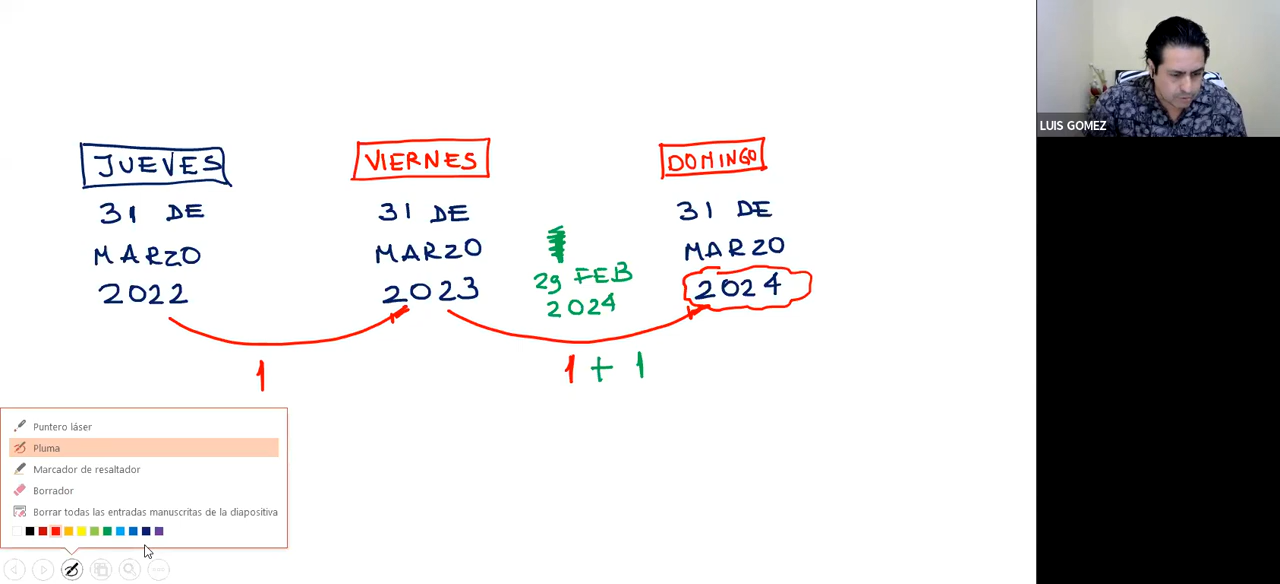 LUIS GOMEZ
JUEVES
31 DE
MARZO
2022
VIERNES
31 DE
MARZO
2023
29 FEB
2024
DOMINGO
31 DE
MARZO
2024
1
1 + 1
Puntero láser
Pluma
Marcador de resaltador
Borrador
Borrar todas las entradas manuscritas de la diapositiva